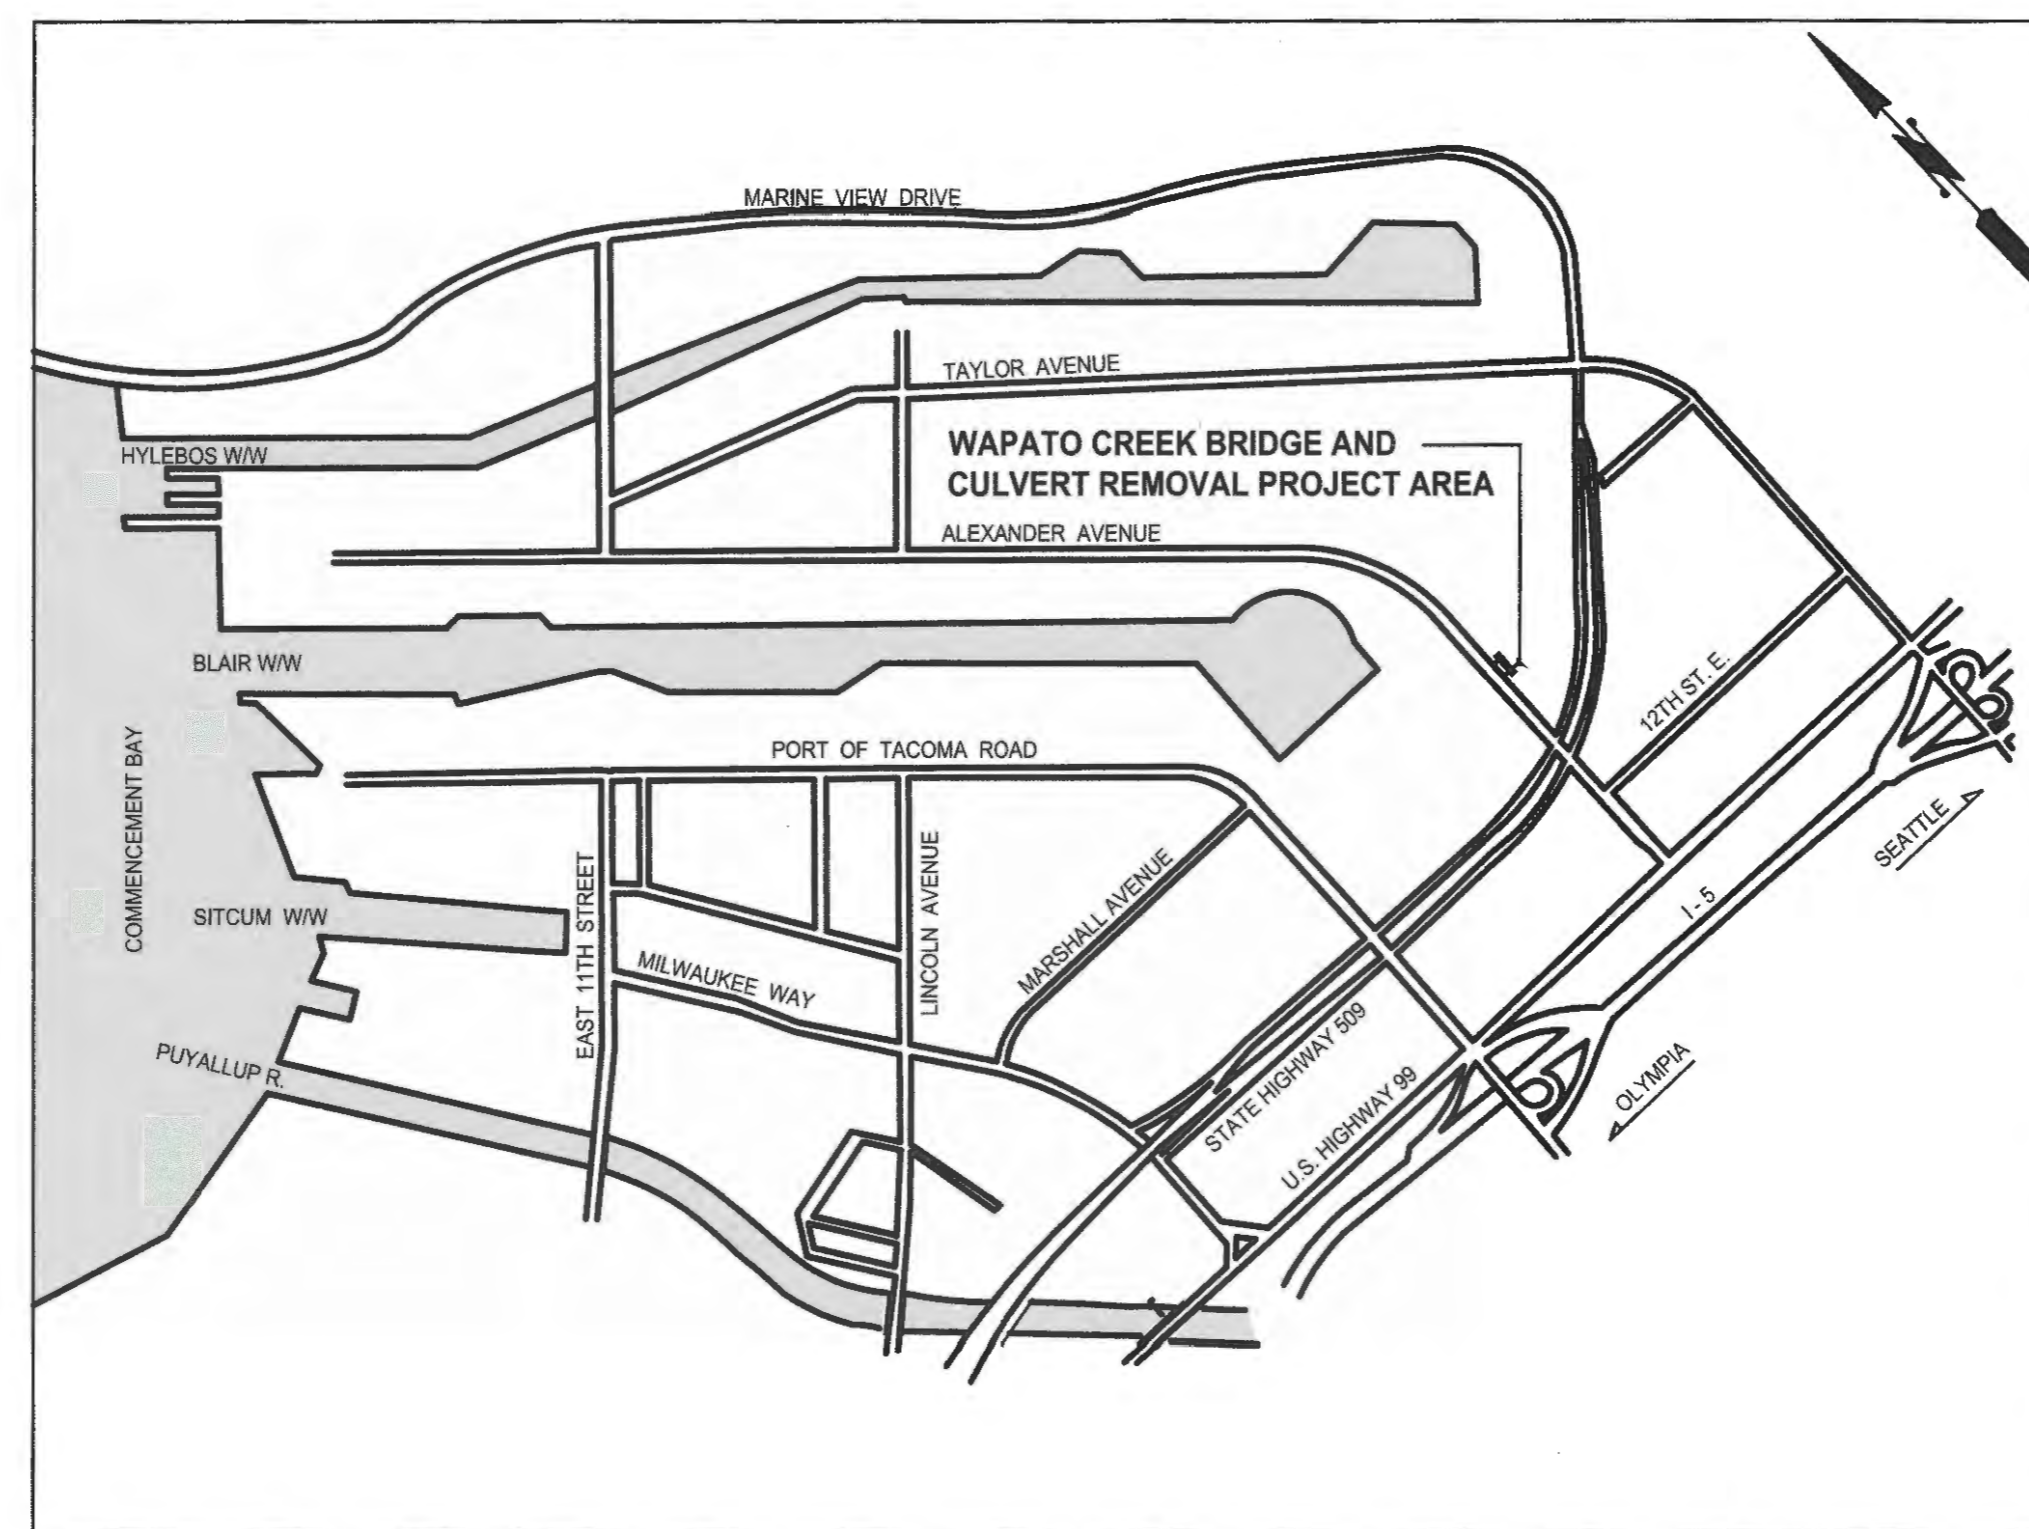 MARINE VIEW DRIVE
TAYLOR AVENUE
WAPATO CREEK BRIDGE AND
CULVERT REMOVAL PROJECT AREA
HYLEBOS W/W
ALEXANDER AVENUE
BLAIR W/W
12TH ST. E.
PORT OF TACOMA ROAD
COMMENCEMENT BAY
SEATTLE
EAST 11TH STREET
LINCOLN AVENUE
MARSHALL AVENUE
I - 5
SITCUM W/W
MILWAUKEE WAY
STATE HIGHWAY 509
PUYALLUP R.
U.S. HIGHWAY 99
OLYMPIA